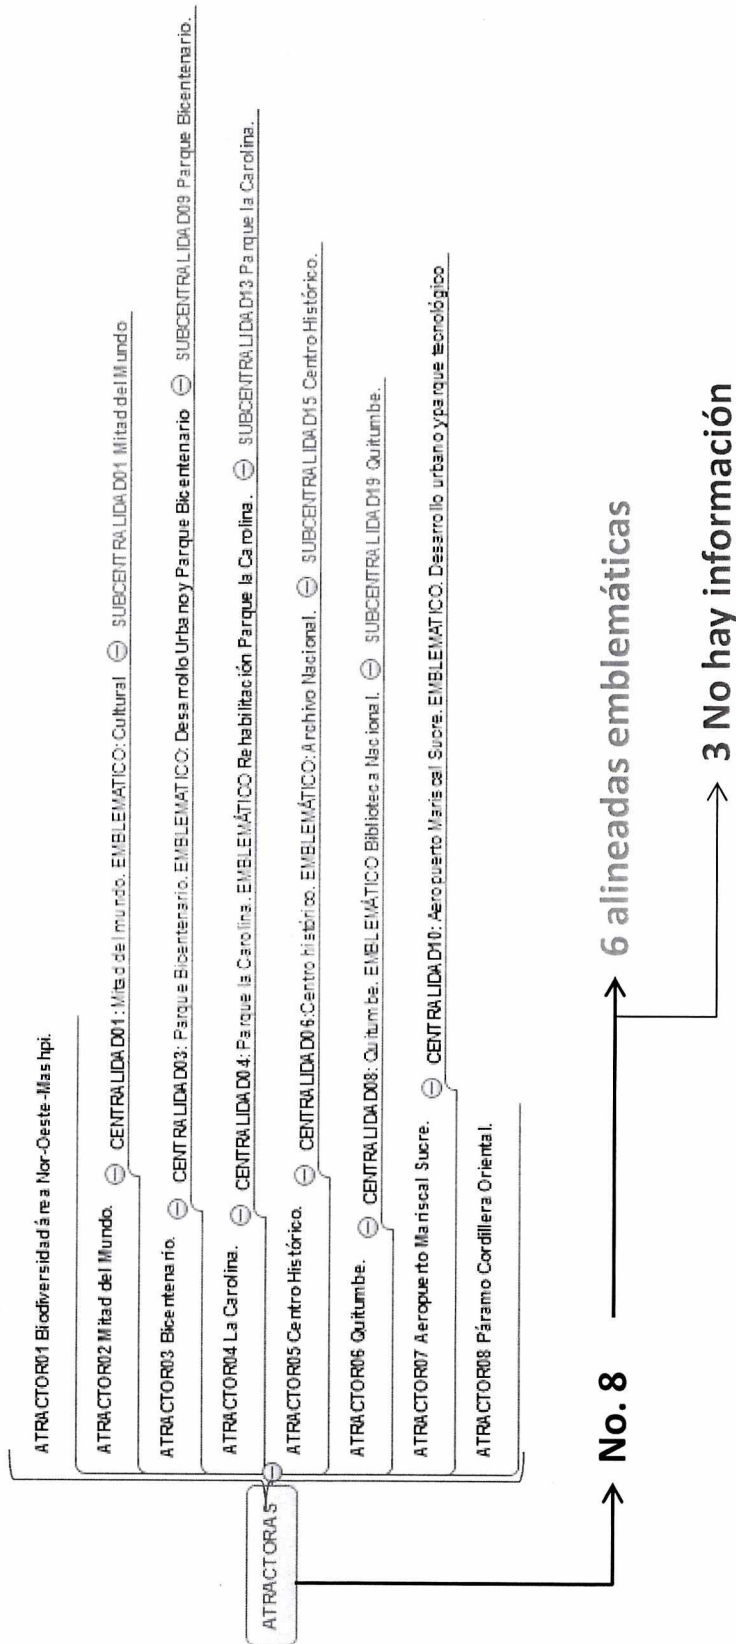 ATRACTORAS
ATRACTOR01 Biodiversidad área Nor-Oeste-Mashpi.
ATRACTOR02 Mitad del Mundo.
CENTRALIDAD01: Mitad del mundo. EMBLEMATICO: Cultural
SUBCENTRALIDAD01 Mitad del Mundo
ATRACTOR03 Bicentenario.
CENTRALIDAD03: Parque Bicentenario. EMBLEMATICO: Desarrollo Urbano y Parque Bicentenario
SUBCENTRALIDAD09 Parque Bicentenario.
ATRACTOR04 La Carolina.
CENTRALIDAD04: Parque la Carolina. EMBLEMÁTICO Rehabilitación Parque la Carolina.
SUBCENTRALIDAD13 Parque la Carolina.
ATRACTOR05 Centro Histórico.
CENTRALIDAD06:Centro histórico. EMBLEMÁTICO: Archivo Nacional.
SUBCENTRALIDAD15 Centro Histórico.
ATRACTOR06 Quitumbe.
CENTRALIDAD08: Quitumbe. EMBLEMÁTICO Biblioteca Nacional.
SUBCENTRALIDAD19 Quitumbe.
ATRACTOR07 Aeropuerto Mariscal Sucre.
CENTRALIDAD10: Aeropuerto Mariscal Sucre. EMBLEMATICO. Desarrollo urbano y parque tecnológico
ATRACTOR08 Páramo Cordillera Oriental.
No. 8
6 alineadas emblemáticas
3 No hay información